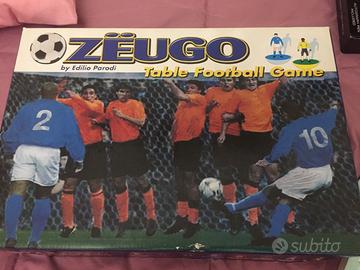 ZËUGO
by Edilio Parodi
Table Football Game
2
10
subito